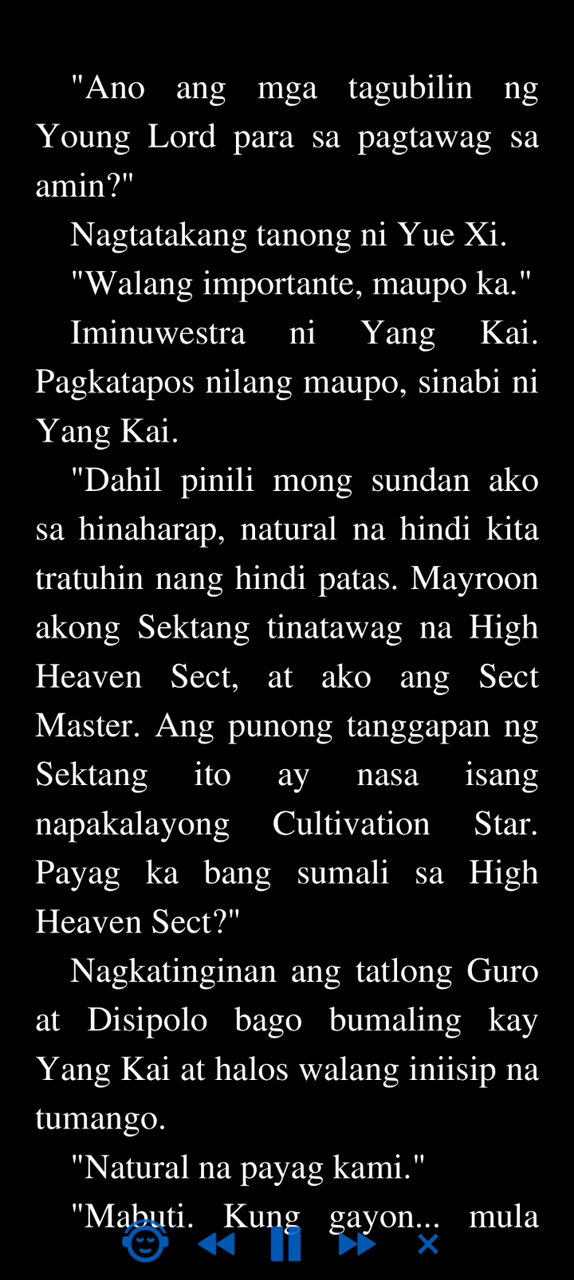 "Ano ang mga tagubilin ng
Young Lord para sa pagtawag sa
amin?"
Nagtatakang tanong ni Yue Xi.
"Walang importante, maupo ka."
Iminuwestra ni Yang Kai.
Pagkatapos nilang maupo, sinabi ni
Yang Kai.
"Dahil pinili mong sundan ako
sa hinaharap, natural na hindi kita
tratuhin nang hindi patas. Mayroon
akong Sektang tinatawag na High
Heaven Sect, at ako ang Sect
Master. Ang punong tanggapan ng
Sektang ito ay nasa isang
napakalayong Cultivation Star.
Payag ka bang sumali sa High
Heaven Sect?"
Nagkatinginan ang tatlong Guro
at Disipolo bago bumaling kay
Yang Kai at halos walang iniisip na
tumango.
"Natural na payag kami."
"Mabuti. Kung gayon... mula